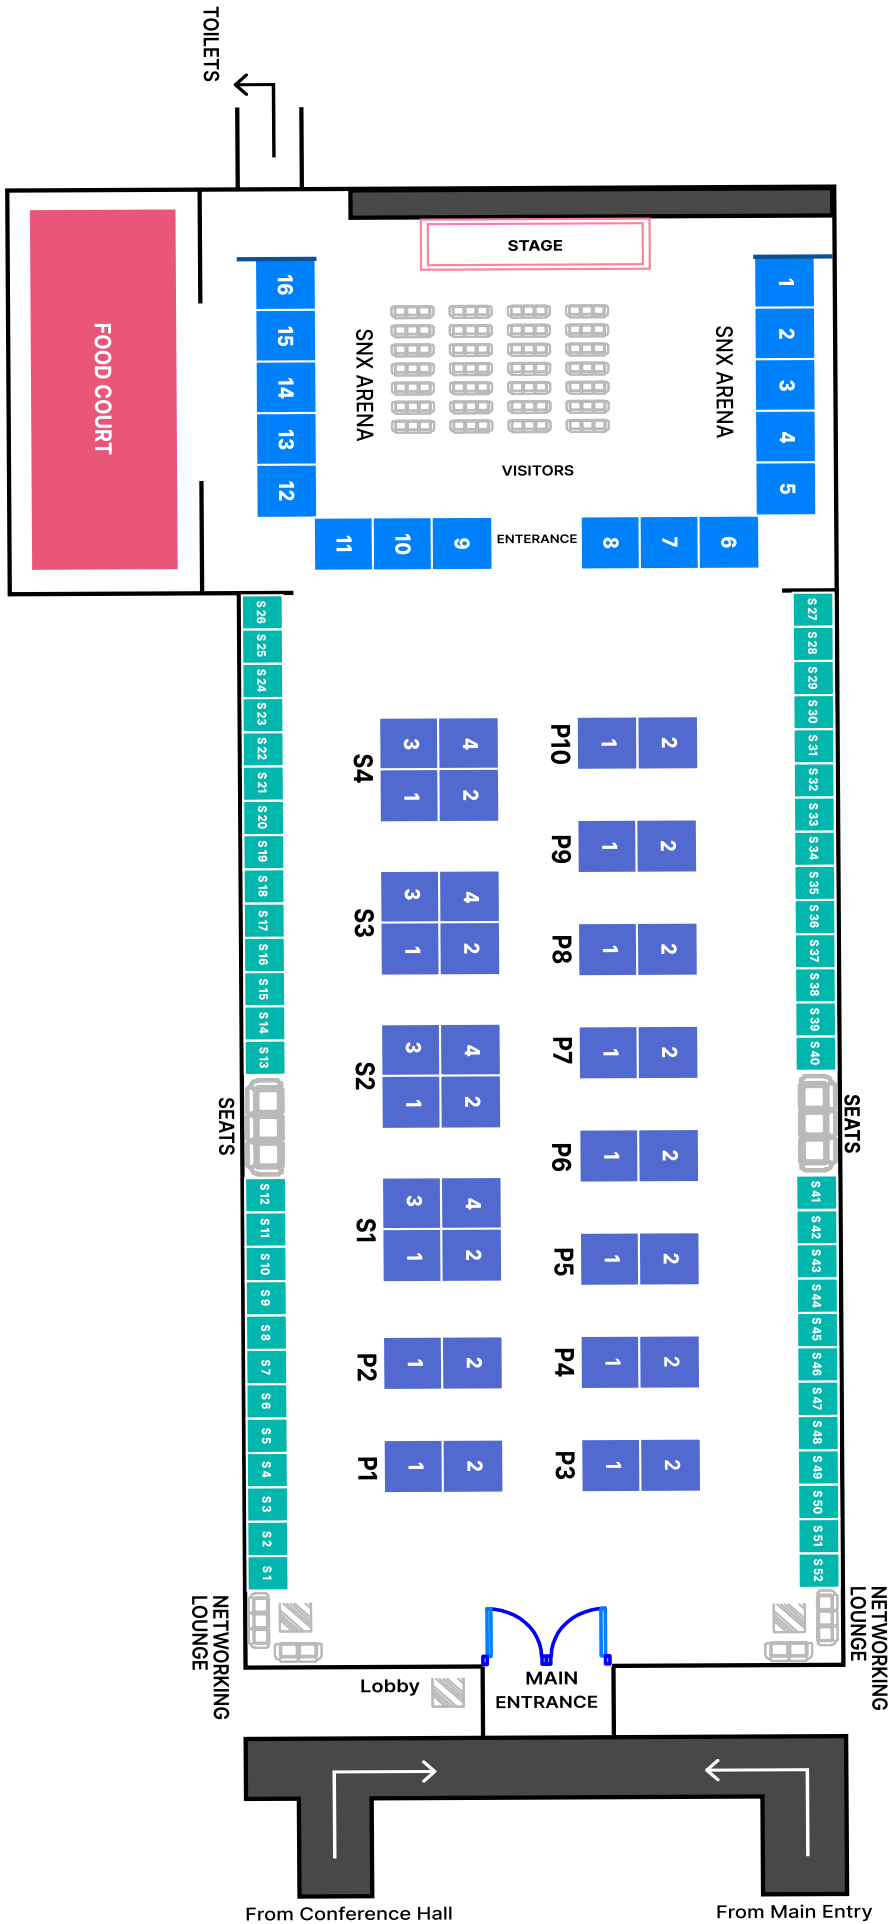 TOILETS
STAGE
FOOD COURT
16
15
14
13
12
SNX ARENA
SNX ARENA
1
2
3
4
5
VISITORS
11
10
9
ENTERANCE
8
7
6
S 26
S 25
S 24
S 23
S 22
S 21
S 20
S 19
S 18
S 17
S 16
S 15
S 14
S 13
SEATS
S 12
S 11
S 10
S 9
S 8
S 7
S 6
S 5
S 4
S 3
S 2
S 1
S4
3 4
1 2
S3
3 4
1 2
S2
3 4
1 2
S1
3 4
1 2
P2
1 2
P1
1 2
P10
1 2
P9
1 2
P8
1 2
P7
1 2
P6
1 2
P5
1 2
P4
1 2
P3
1 2
S 27
S 28
S 29
S 30
S 31
S 32
S 33
S 34
S 35
S 36
S 37
S 38
S 39
S 40
SEATS
S 41
S 42
S 43
S 44
S 45
S 46
S 47
S 48
S 49
S 50
S 51
S 52
NETWORKING
LOUNGE
NETWORKING
LOUNGE
Lobby
MAIN
ENTRANCE
From Conference Hall
From Main Entry